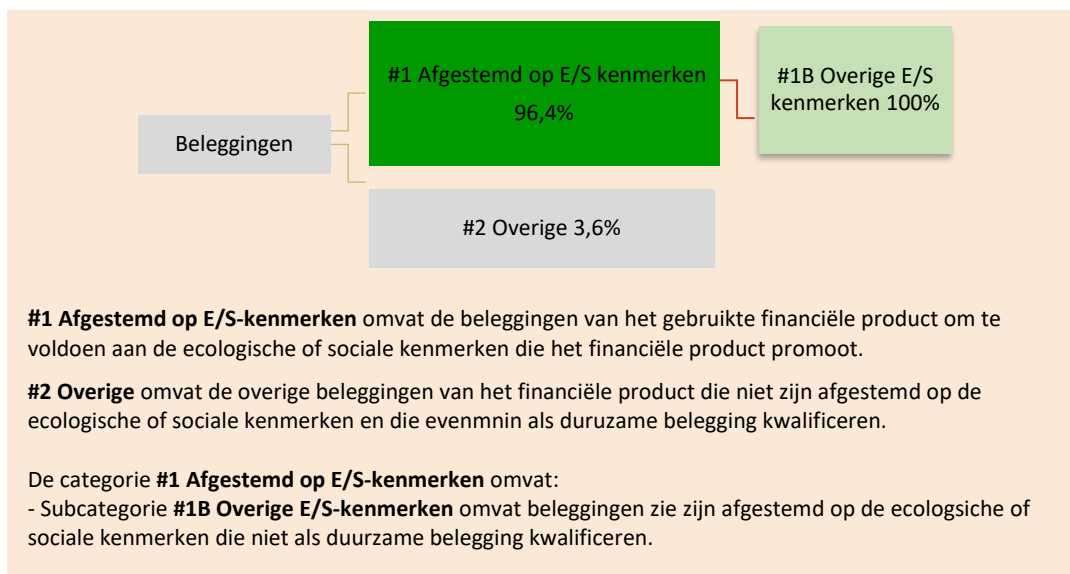 #1 Afgestemd op E/S kenmerken
96,4%
#1B Overige E/S
kenmerken 100%
Beleggingen
#2 Overige 3,6%
#1 Afgestemd op E/S-kenmerken omvat de beleggingen van het gebruikte financiële product om te
voldoen aan de ecologische of sociale kenmerken die het financiële product promoot.
#2 Overige omvat de overige beleggingen van het financiële product die niet zijn afgestemd op de
ecologische of sociale kenmerken en die evenmnin als duruzame belegging kwalificeren.
De categorie #1 Afgestemd op E/S-kenmerken omvat:
- Subcategorie #1B Overige E/S-kenmerken omvat beleggingen zie zijn afgestemd op de ecologsiche of
sociale kenmerken die niet als duurzame belegging kwalificeren.